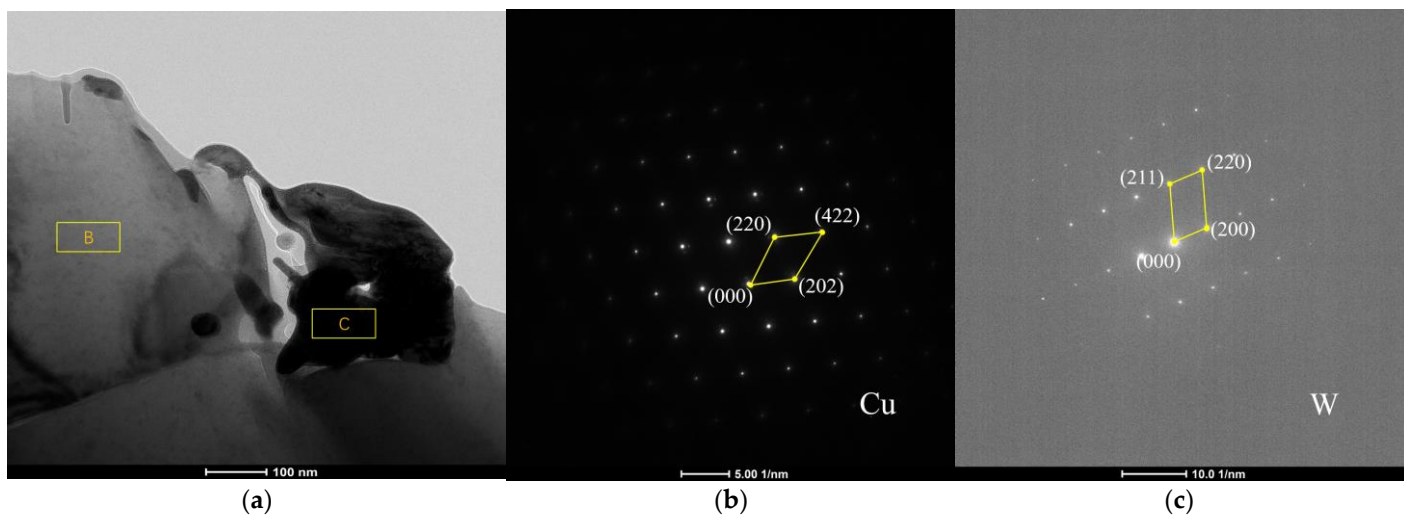 B
C
100 nm
(a)
(220)
(422)
(000)
(202)
Cu
5.00 1/nm
(b)
(211)
(220)
(200)
(000)
W
10.0 1/nm
(c)